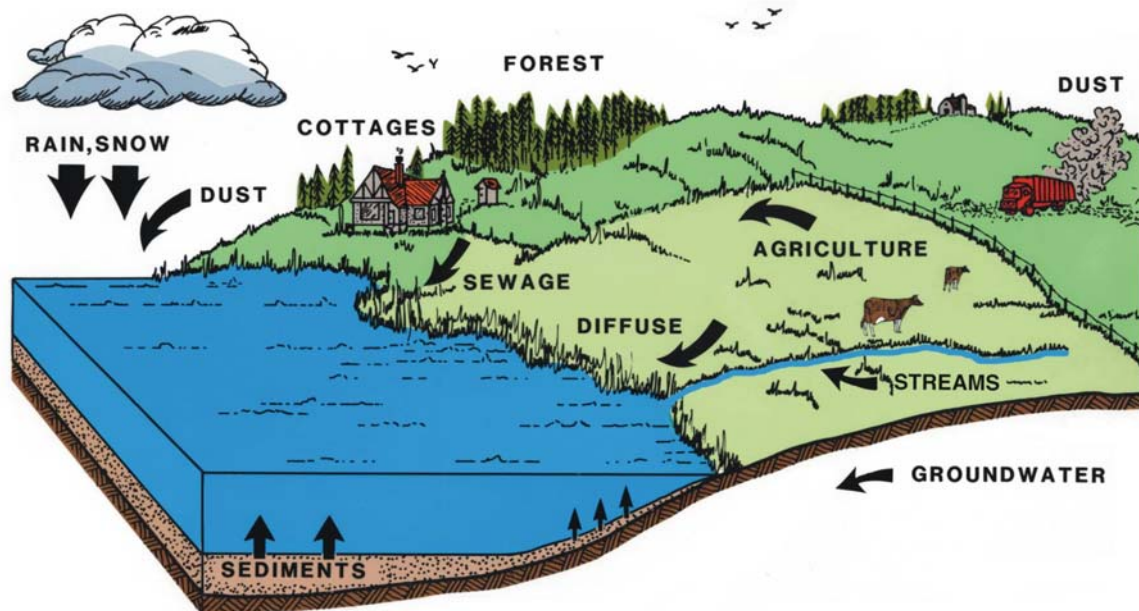 FOREST
DUST
COTTAGES
RAIN, SNOW
DUST
AGRICULTURE
SEWAGE
DIFFUSE
STREAMS
GROUNDWATER
SEDIMENTS